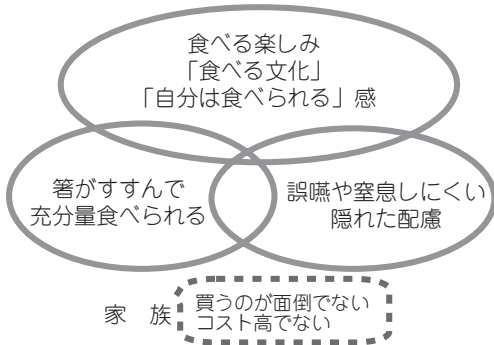 食べる楽しみ
「食べる文化」
「自分は食べられる」感
箸がすすんで
充分量食べられる
誤嚥や窒息しにくい
隠れた配慮
家　族
買うのが面倒でない
コスト高でない